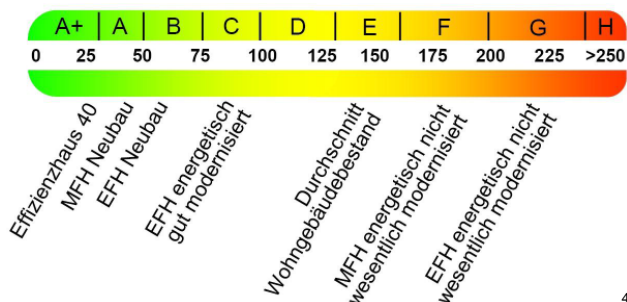 A+ A B C D E F G H
0 25 50 75 100 125 150 175 200 225 >250
Effizienzhaus 40
MFH Neubau
EFH Neubau
EFH energetisch
gut modernisiert
Durchschnitt
Wohngebäudebestand
MFH energetisch nicht
wesentlich modernisiert
EFH energetisch nicht
wesentlich modernisiert
4